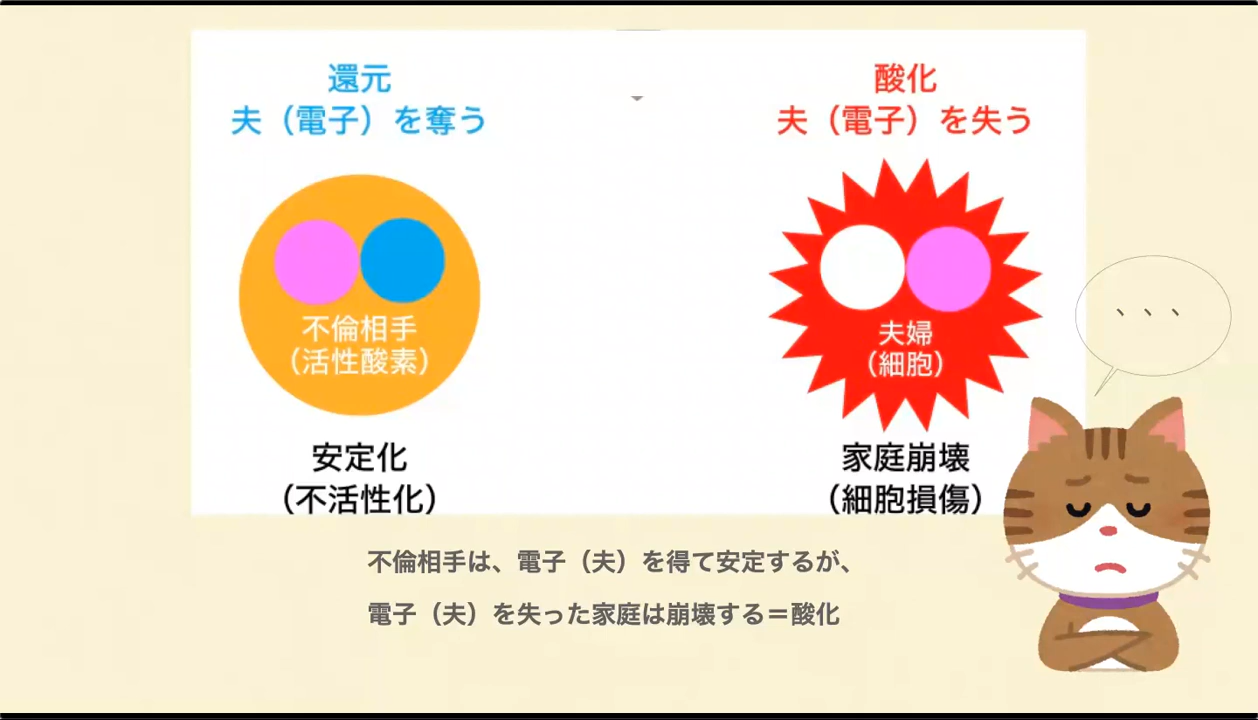 還元
夫（電子）を奪う
不倫相手
（活性酸素）
安定化
（不活性化）
酸化
夫（電子）を失う
夫婦
（細胞）
家庭崩壊
（細胞損傷）
、、、
不倫相手は、電子（夫）を得て安定するが、
電子（夫）を失った家庭は崩壊する＝酸化